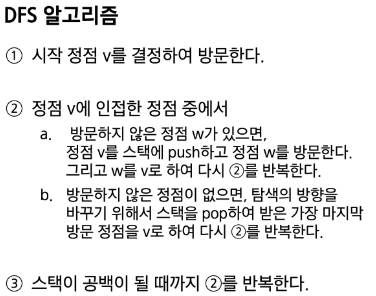 DFS 알고리즘
① 시작 정점 v를 결정하여 방문한다.
② 정점 v에 인접한 정점 중에서
a. 방문하지 않은 정점 w가 있으면,
정점 v를 스택에 push하고 정점 w를 방문한다.
그리고 w를 v로 하여 다시 ②를 반복한다.
b. 방문하지 않은 정점이 없으면, 탐색의 방향을
바꾸기 위해서 스택을 pop하여 받은 가장 마지막
방문 정점을 v로 하여 다시 ②를 반복한다.
③ 스택이 공백이 될 때까지 ②를 반복한다.